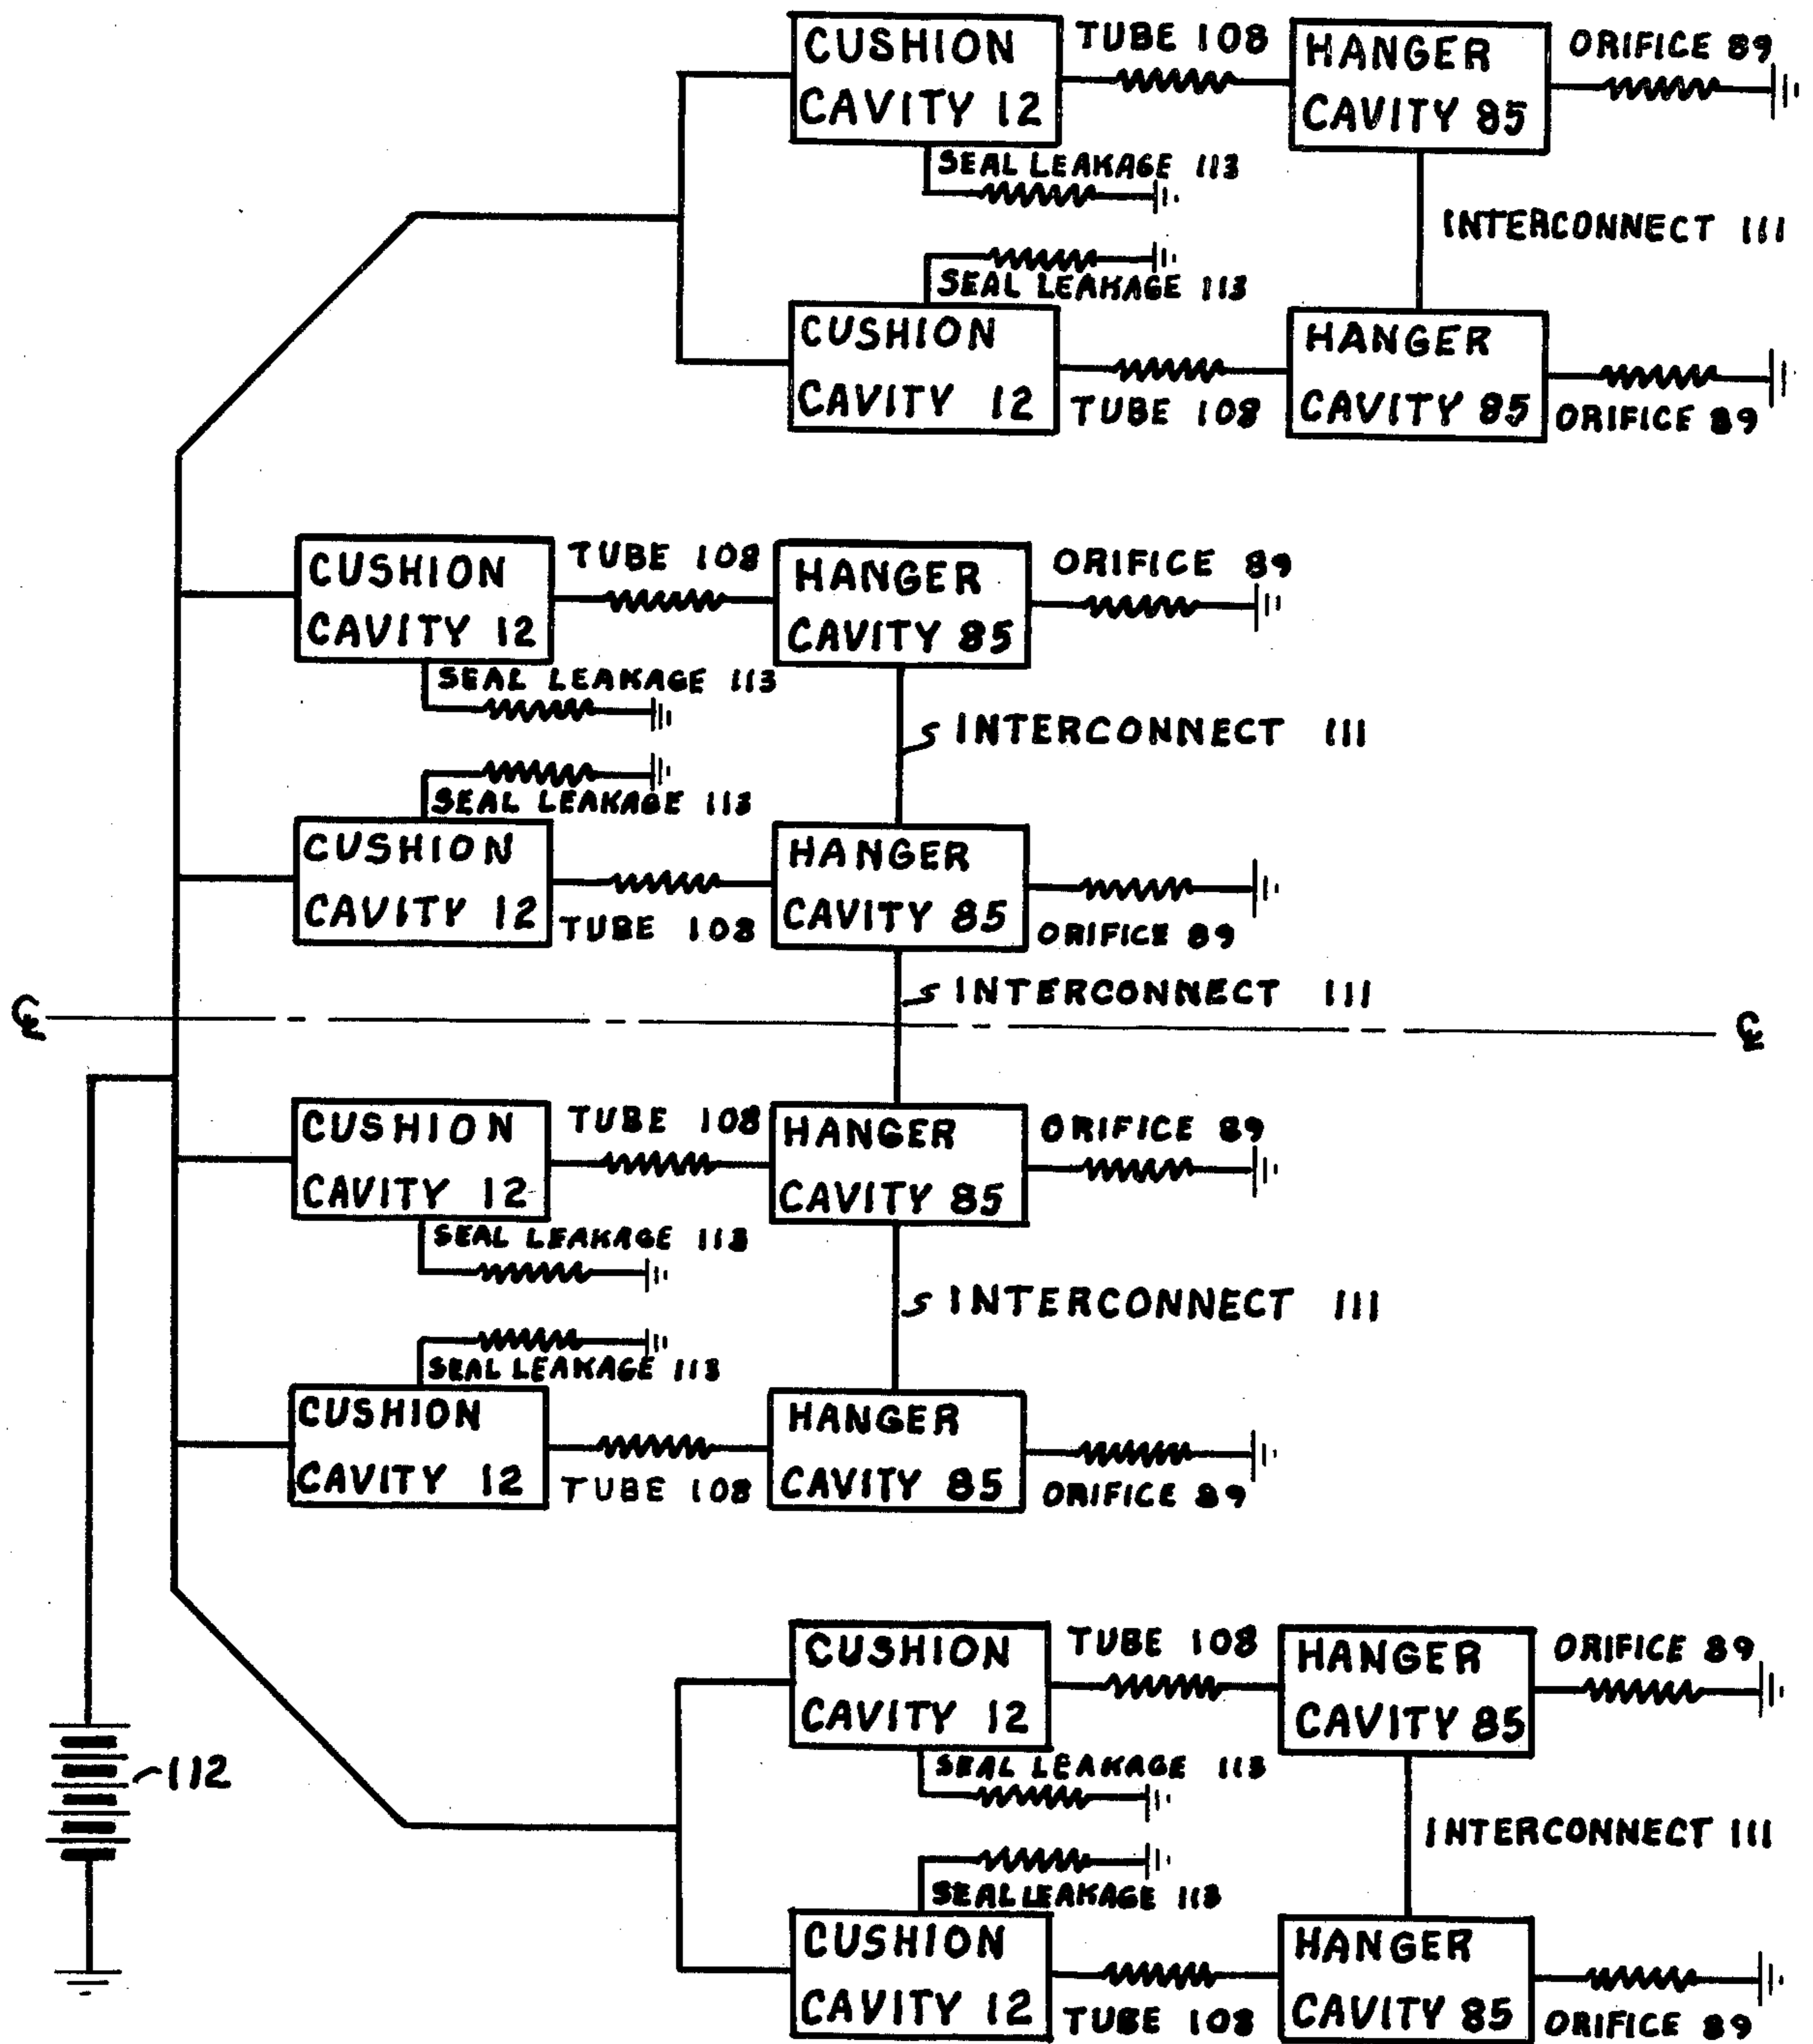 CUSHION
CAVITY 12
TUBE 108
HANGER
CAVITY 85
ORIFICE 89
SEAL LEAKAGE 113
INTERCONNECT 111
SEAL LEAKAGE 113
CUSHION
CAVITY 12
TUBE 108
HANGER
CAVITY 85
ORIFICE 89
CUSHION
CAVITY 12
TUBE 108
HANGER
CAVITY 85
ORIFICE 89
SEAL LEAKAGE 113
INTERCONNECT 111
SEAL LEAKAGE 113
CUSHION
CAVITY 12
TUBE 108
HANGER
CAVITY 85
ORIFICE 89
INTERCONNECT 111
℄ ℄
CUSHION
CAVITY 12
TUBE 108
HANGER
CAVITY 85
ORIFICE 89
SEAL LEAKAGE 113
INTERCONNECT 111
SEAL LEAKAGE 113
CUSHION
CAVITY 12
TUBE 108
HANGER
CAVITY 85
ORIFICE 89
CUSHION
CAVITY 12
TUBE 108
HANGER
CAVITY 85
ORIFICE 89
SEAL LEAKAGE 113
112
INTERCONNECT 111
SEAL LEAKAGE 113
CUSHION
CAVITY 12
TUBE 108
HANGER
CAVITY 85
ORIFICE 89